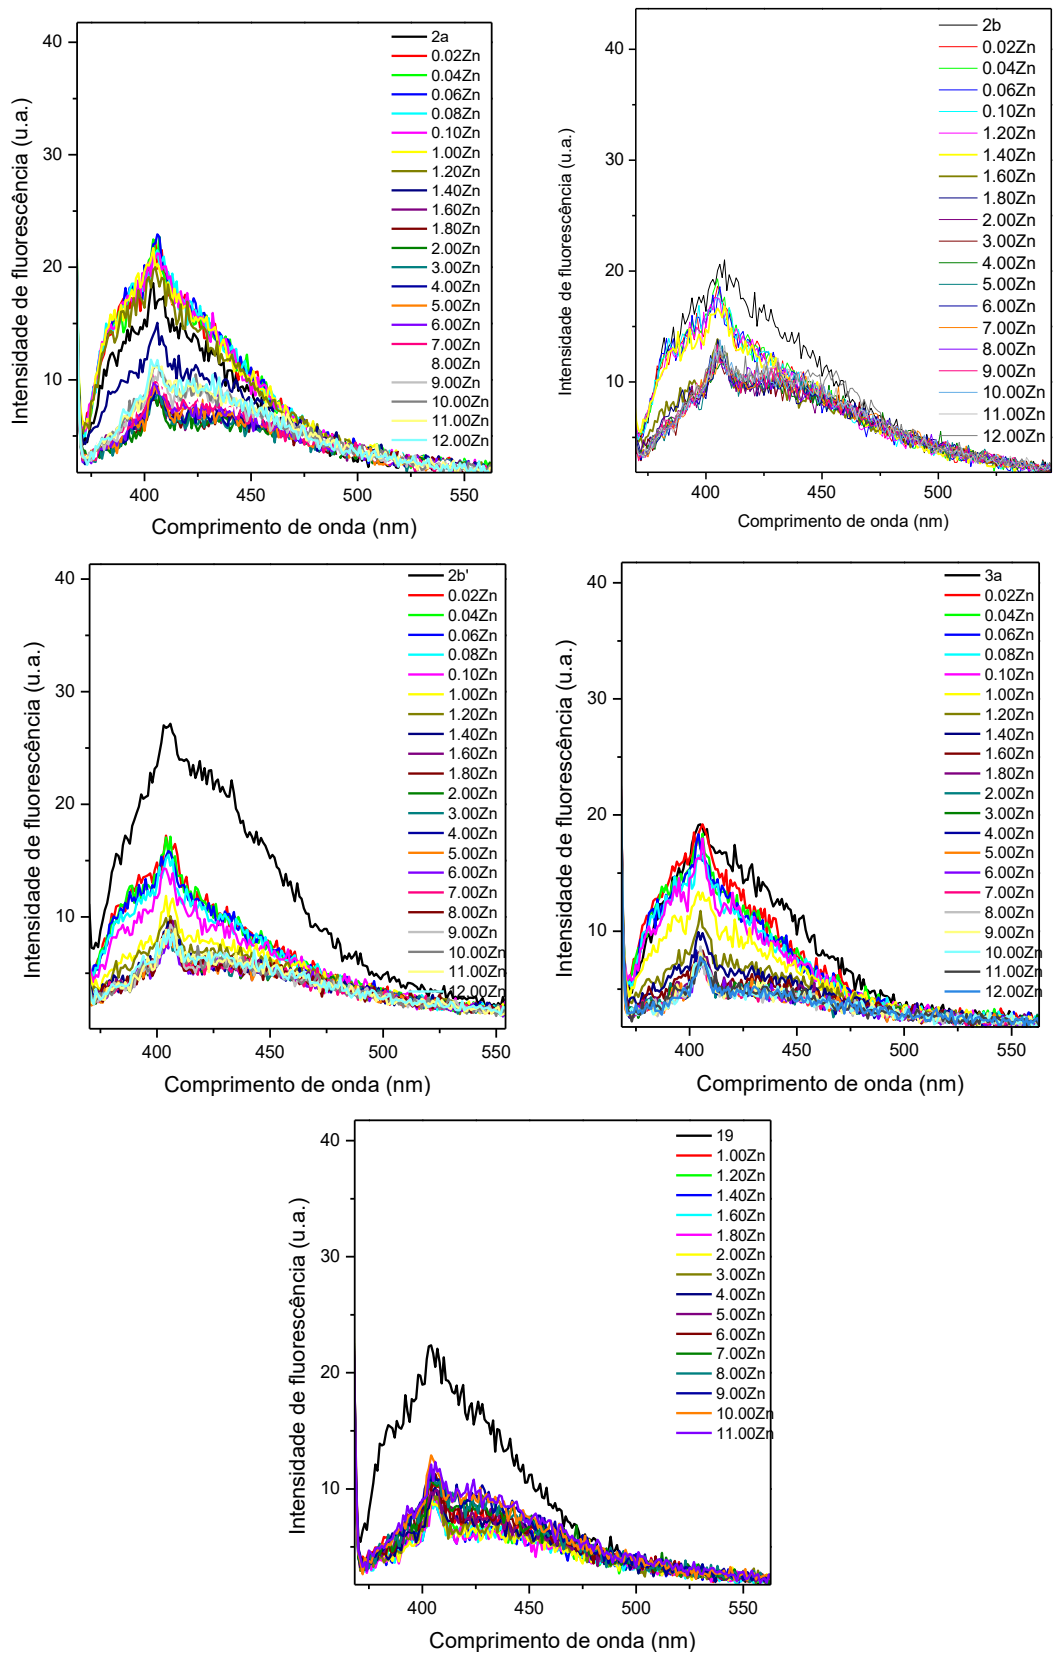 Intensidade de fluorescência (u.a.)
40
30
20
10
2a
0.02Zn
0.04Zn
0.06Zn
0.08Zn
0.10Zn
1.00Zn
1.20Zn
1.40Zn
1.60Zn
1.80Zn
2.00Zn
3.00Zn
4.00Zn
5.00Zn
6.00Zn
7.00Zn
8.00Zn
9.00Zn
10.00Zn
11.00Zn
12.00Zn
400 450 500 550
Comprimento de onda (nm)
Intensidade de fluorescência (u.a.)
40
30
20
10
2b
0.02Zn
0.04Zn
0.06Zn
0.10Zn
1.20Zn
1.40Zn
1.60Zn
1.80Zn
2.00Zn
3.00Zn
4.00Zn
5.00Zn
6.00Zn
7.00Zn
8.00Zn
9.00Zn
10.00Zn
11.00Zn
12.00Zn
400 450 500
Comprimento de onda (nm)
Intensidade de fluorescência (u.a.)
40
30
20
10
2b'
0.02Zn
0.04Zn
0.06Zn
0.08Zn
0.10Zn
1.00Zn
1.20Zn
1.40Zn
1.60Zn
1.80Zn
2.00Zn
3.00Zn
4.00Zn
5.00Zn
6.00Zn
7.00Zn
8.00Zn
9.00Zn
10.00Zn
11.00Zn
12.00Zn
400 450 500 550
Comprimento de onda (nm)
Intensidade de fluorescência (u.a.)
40
30
20
10
3a
0.02Zn
0.04Zn
0.06Zn
0.08Zn
0.10Zn
1.00Zn
1.20Zn
1.40Zn
1.60Zn
1.80Zn
2.00Zn
3.00Zn
4.00Zn
5.00Zn
6.00Zn
7.00Zn
8.00Zn
9.00Zn
10.00Zn
11.00Zn
12.00Zn
400 450 500 550
Comprimento de onda (nm)
Intensidade de fluorescência (u.a.)
40
30
20
10
19
1.00Zn
1.20Zn
1.40Zn
1.60Zn
1.80Zn
2.00Zn
3.00Zn
4.00Zn
5.00Zn
6.00Zn
7.00Zn
8.00Zn
9.00Zn
10.00Zn
11.00Zn
400 450 500 550
Comprimento de onda (nm)